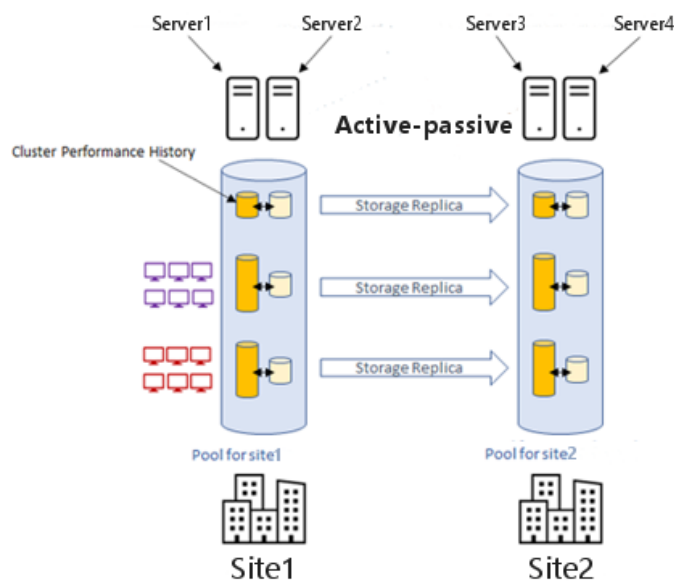 Server1
Server2
Server3
Server4
Active-passive
Cluster Performance History
Storage Replica
Storage Replica
Storage Replica
Pool for site1
Pool for site2
Site1
Site2